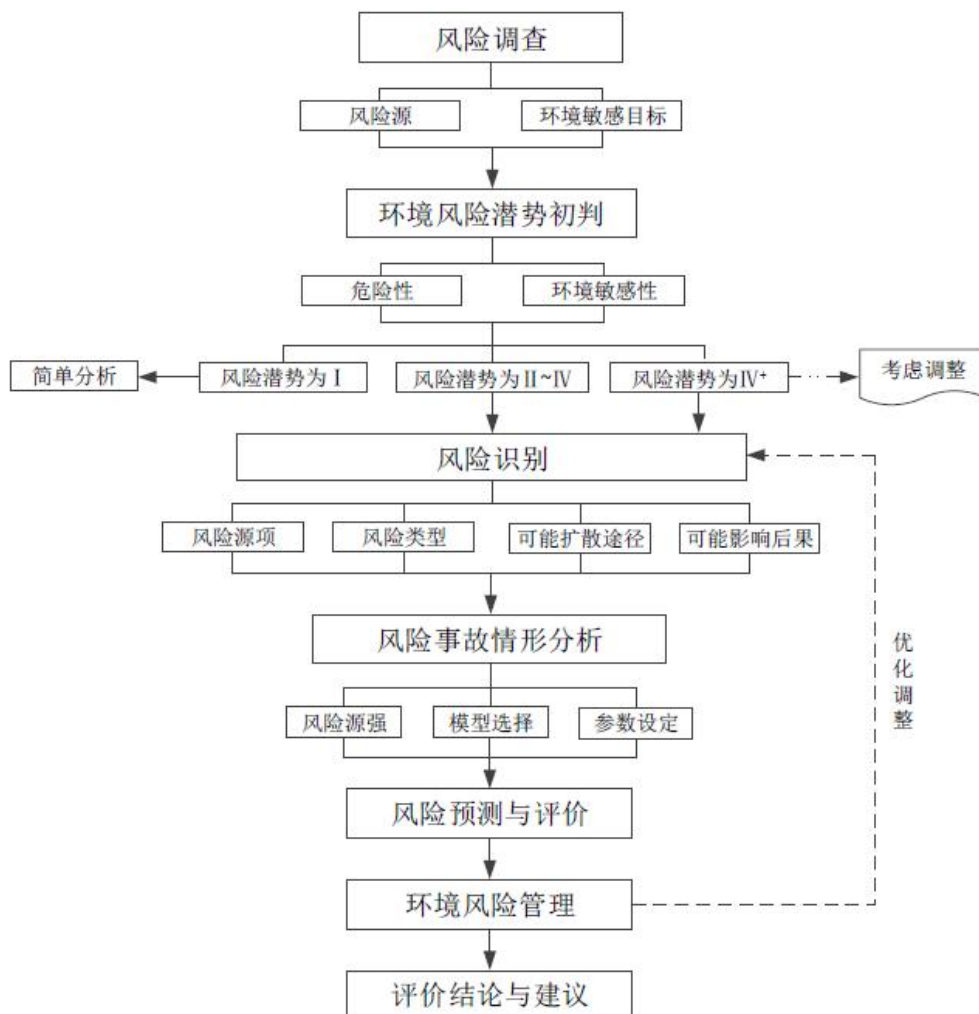 风险调查
风险源
环境敏感目标
环境风险潜势初判
危险性
环境敏感性
简单分析
风险潜势为Ⅰ
风险潜势为Ⅱ~Ⅳ
风险潜势为Ⅳ⁺
考虑调整
风险识别
风险源项
风险类型
可能扩散途径
可能影响后果
风险事故情形分析
优化调整
风险源强
模型选择
参数设定
风险预测与评价
环境风险管理
评价结论与建议